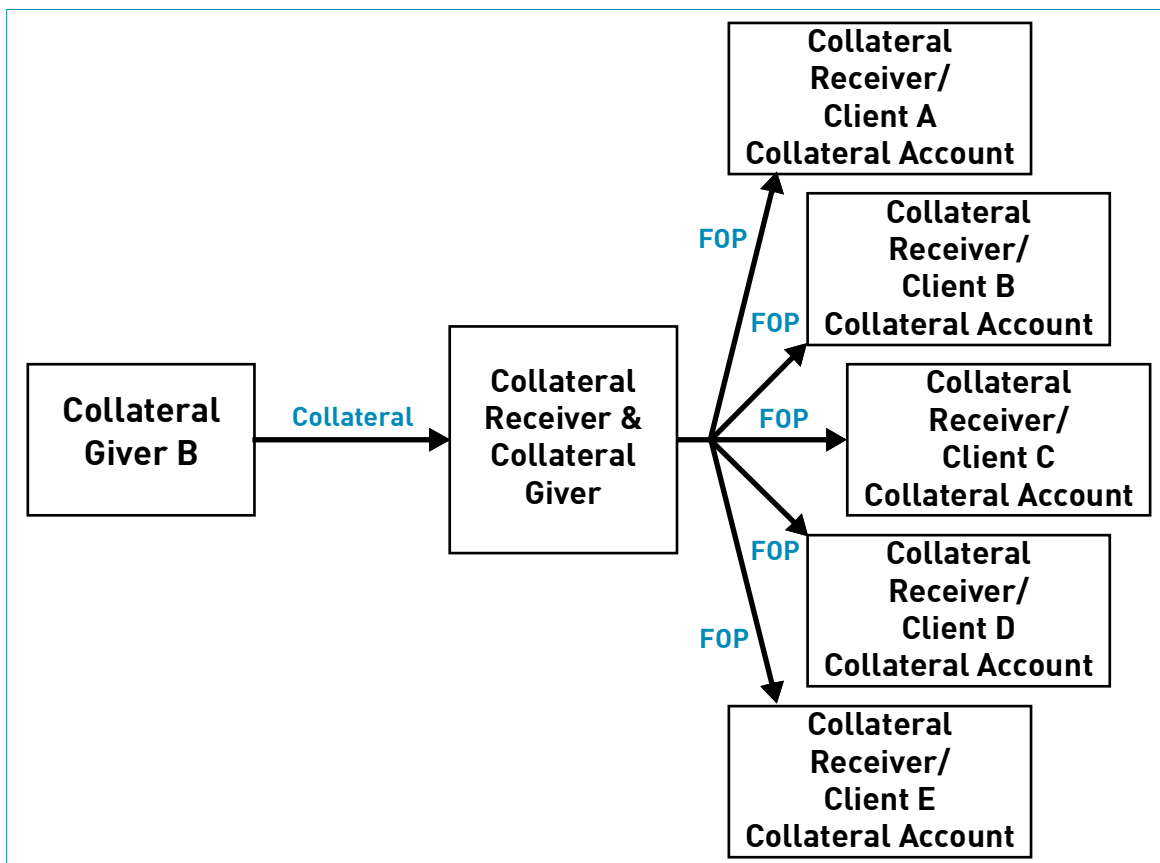 Collateral
Giver B
Collateral
Collateral
Receiver &
Collateral
Giver
FOP
Collateral
Receiver/
Client A
Collateral Account
FOP
Collateral
Receiver/
Client B
Collateral Account
FOP
Collateral
Receiver/
Client C
Collateral Account
FOP
Collateral
Receiver/
Client D
Collateral Account
FOP
Collateral
Receiver/
Client E
Collateral Account